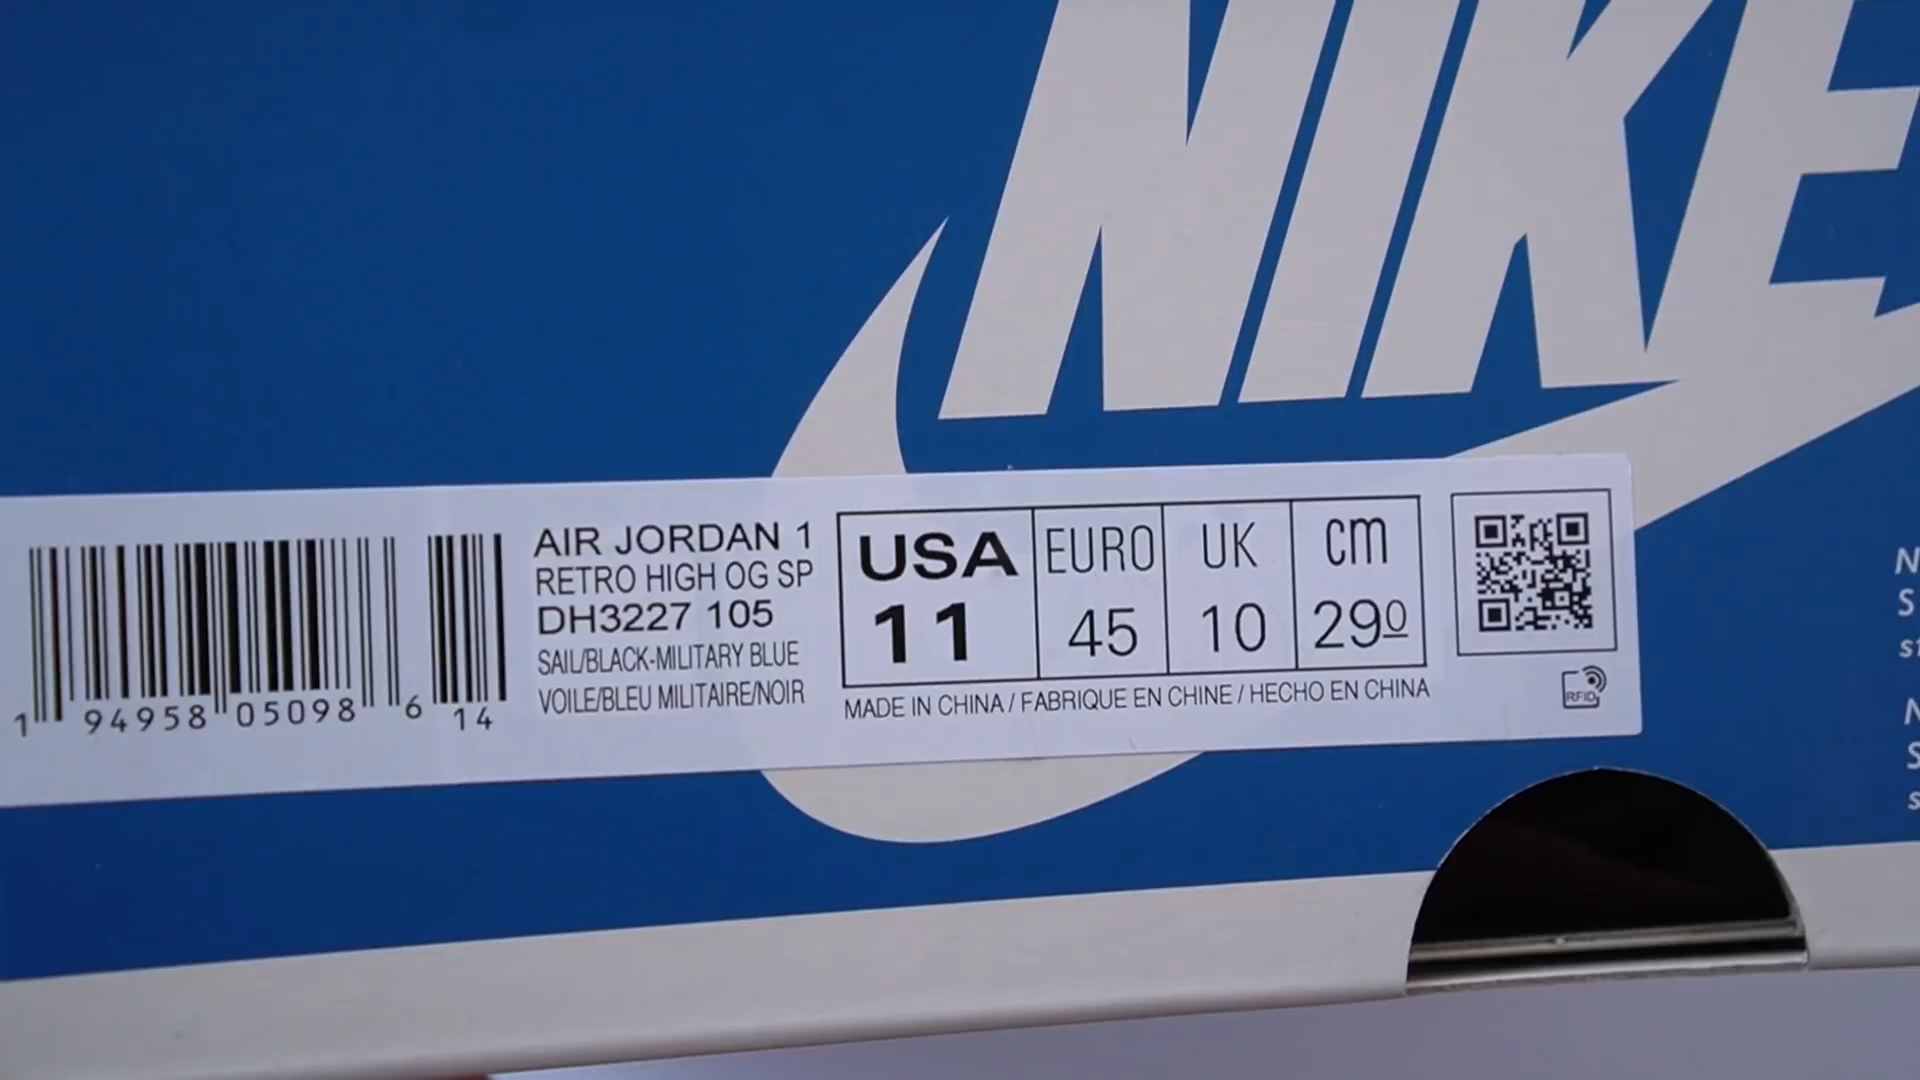 NIKE
AIR JORDAN 1
RETRO HIGH OG SP
DH3227 105
SAIL/BLACK-MILITARY BLUE
VOILE/BLEU MILITAIRE/NOIR
1 94958 05098 6 14
USA EURO UK cm
11 45 10 290
MADE IN CHINA / FABRIQUE EN CHINE / HECHO EN CHINA
RFID